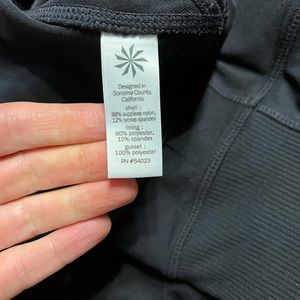 Designed in
Sonoma County,
California
shell :
88% supplex nylon,
12% xtra spandex
lining :
90% polyester,
10% spandex
gusset :
100% polyester
RN #54023